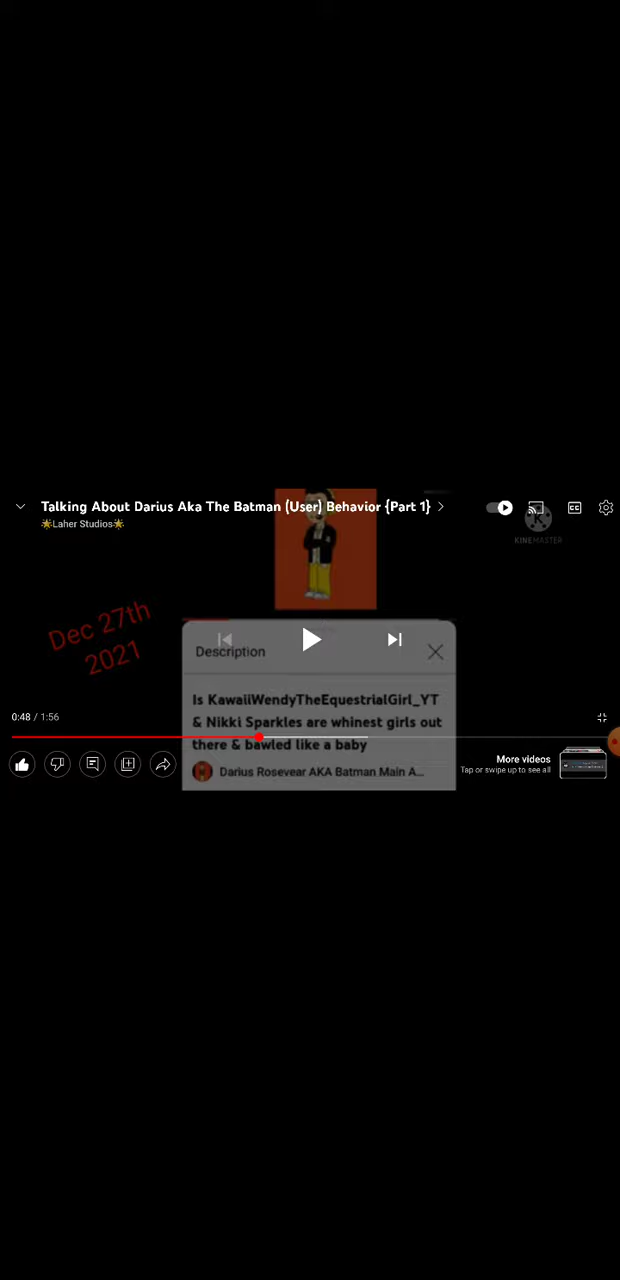 Talking About Darius Aka The Batman (User) Behavior {Part 1}
🌟Laher Studios🌟
CC
K
KINEMASTER
Dec 27th
2021
Description
Is KawaiiWendyTheEquestrialGirl_YT
& Nikki Sparkles are whinest girls out
there & bawled like a baby
Darius Rosevear AKA Batman Main A...
0:48 / 1:56
More videos
Tap or swipe up to see all